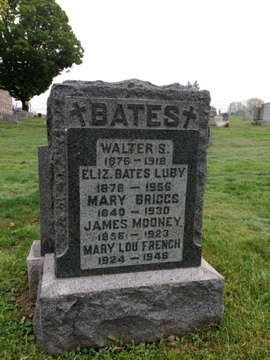 BATES
WALTER S.
1876 - 1918
ELIZ. BATES LUBY
1878 - 1956
MARY BRIGGS
1840 - 1930
JAMES MOONEY
1856 - 1923
MARY LOU FRENCH
1924 - 1948